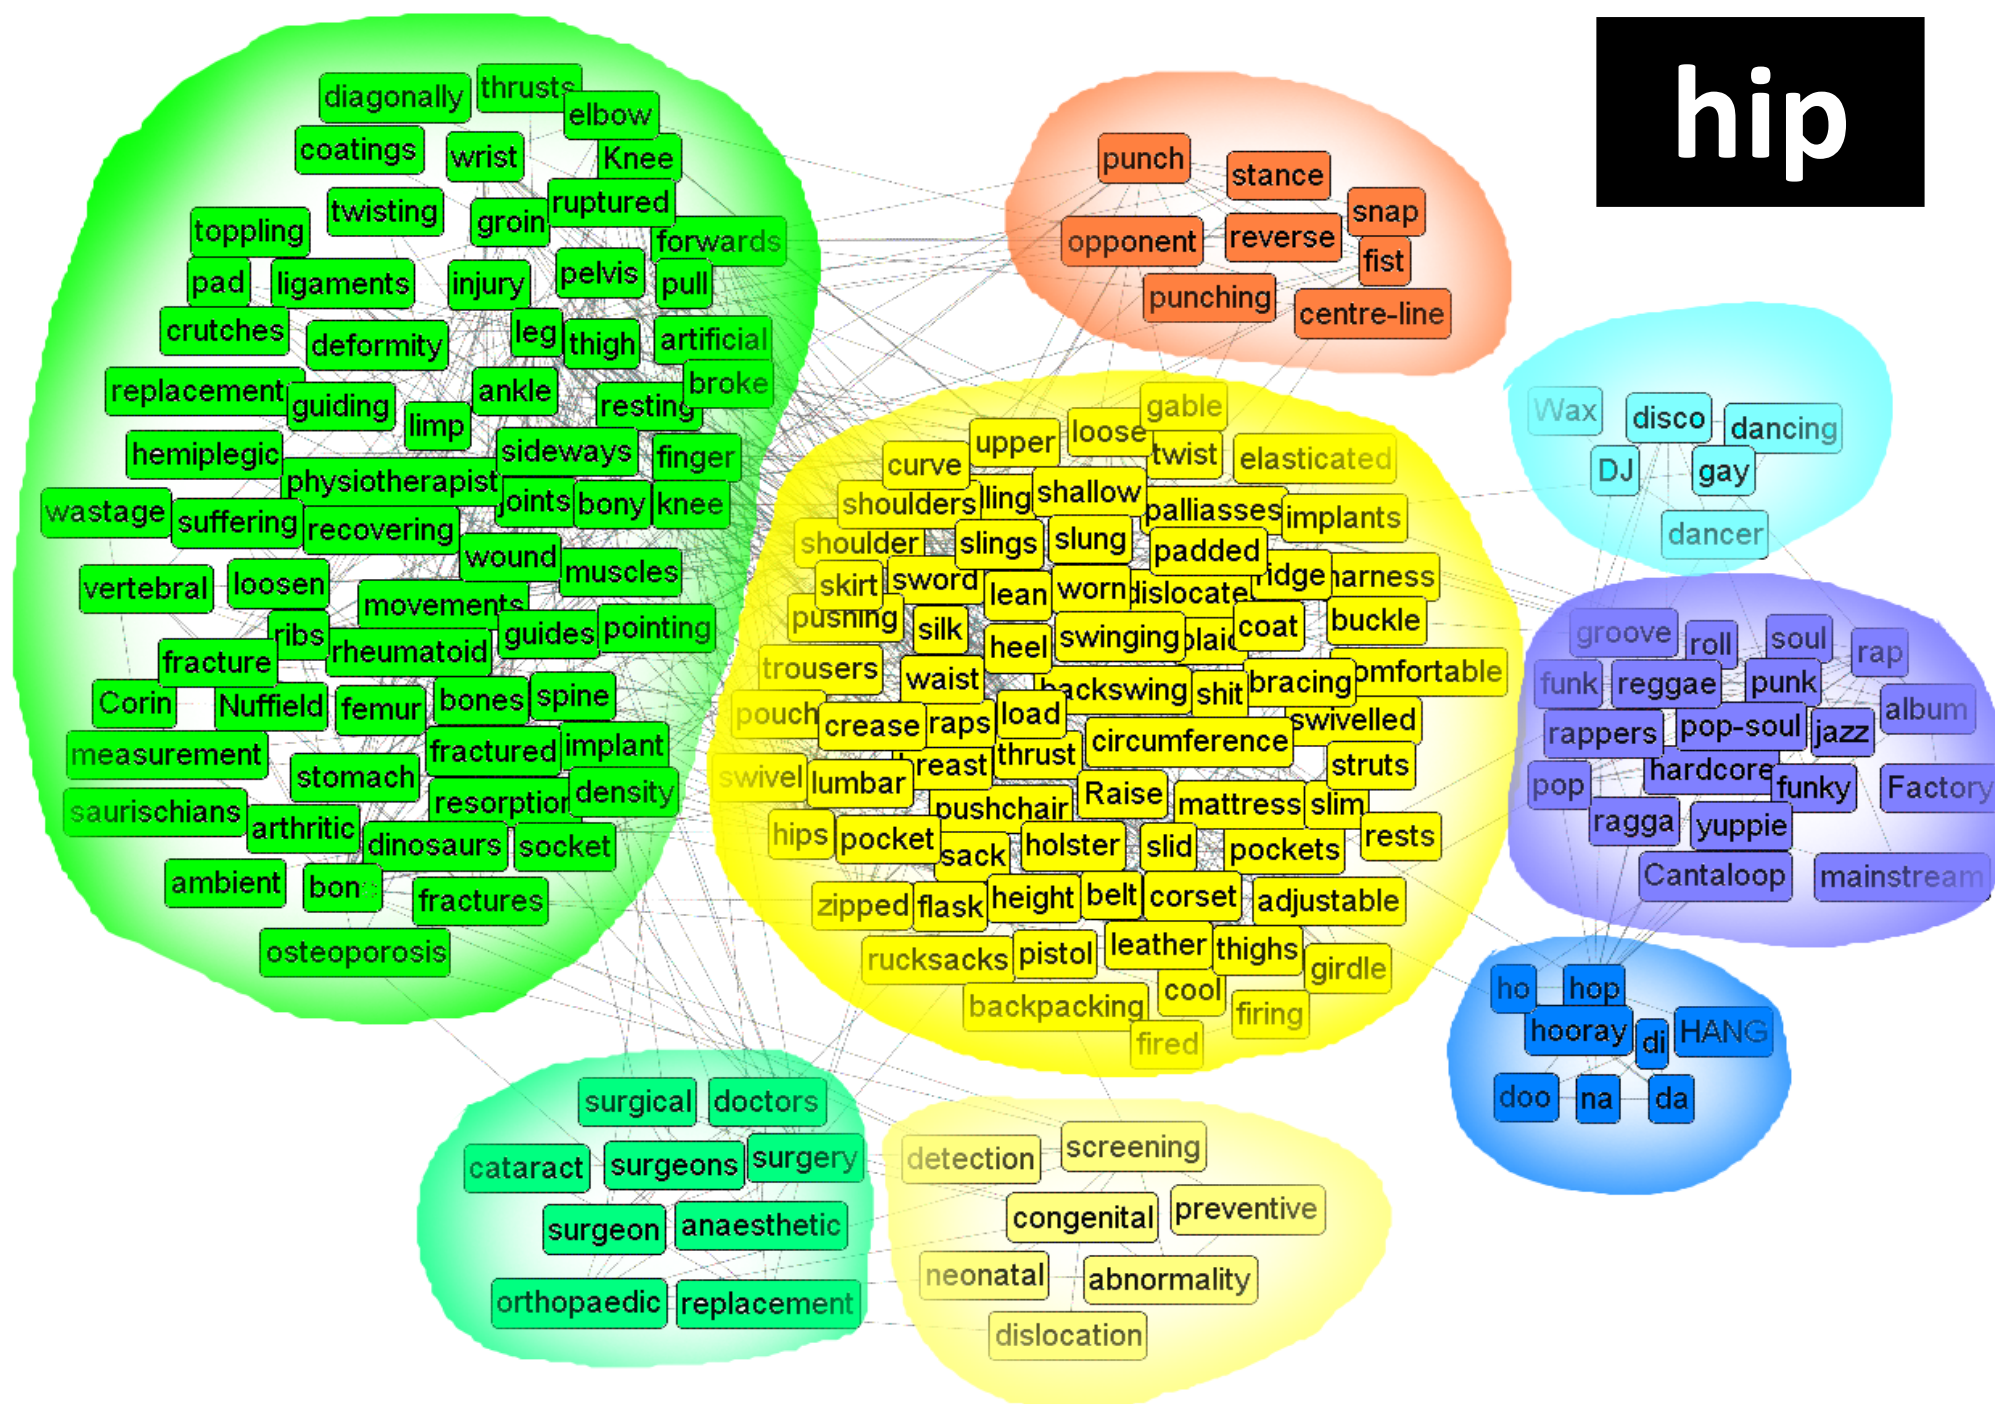 hip
diagonally
thrusts
elbow
coatings
wrist
Knee
twisting
groin
ruptured
toppling
forwards
pad
ligaments
injury
pelvis
pull
crutches
deformity
leg
thigh
artificial
replacement
guiding
limp
ankle
resting
broke
hemiplegic
sideways
finger
physiotherapist
joints
bony
knee
wastage
suffering
recovering
wound
muscles
vertebral
loosen
movements
ribs
guides
pointing
fracture
rheumatoid
Corin
Nuffield
femur
bones
spine
measurement
stomach
fractured
implant
saurischians
arthritic
resorption
density
dinosaurs
socket
ambient
bon
fractures
osteoporosis
punch
stance
snap
opponent
reverse
fist
punching
centre-line
gable
upper
loose
twist
curve
elasticated
shoulders
lling
shallow
palliasses
implants
shoulder
slings
slung
padded
skirt
sword
lean
worn
dislocate
ridge
harness
pushing
silk
heel
swinging
plaid
coat
buckle
trousers
waist
backswing
shit
bracing
omfortable
pouch
crease
raps
load
circumference
swivelled
swivel
lumbar
breast
thrust
struts
pushchair
Raise
mattress
slim
hips
pocket
sack
holster
slid
pockets
rests
zipped
flask
height
belt
corset
adjustable
rucksacks
pistol
leather
thighs
girdle
backpacking
cool
firing
fired
Wax
disco
dancing
DJ
gay
dancer
groove
roll
soul
rap
funk
reggae
punk
album
rappers
pop-soul
jazz
pop
hardcore
funky
Factory
ragga
yuppie
Cantaloop
mainstream
ho
hop
hooray
di
HANG
doo
na
da
surgical
doctors
cataract
surgeons
surgery
surgeon
anaesthetic
orthopaedic
replacement
detection
screening
congenital
preventive
neonatal
abnormality
dislocation